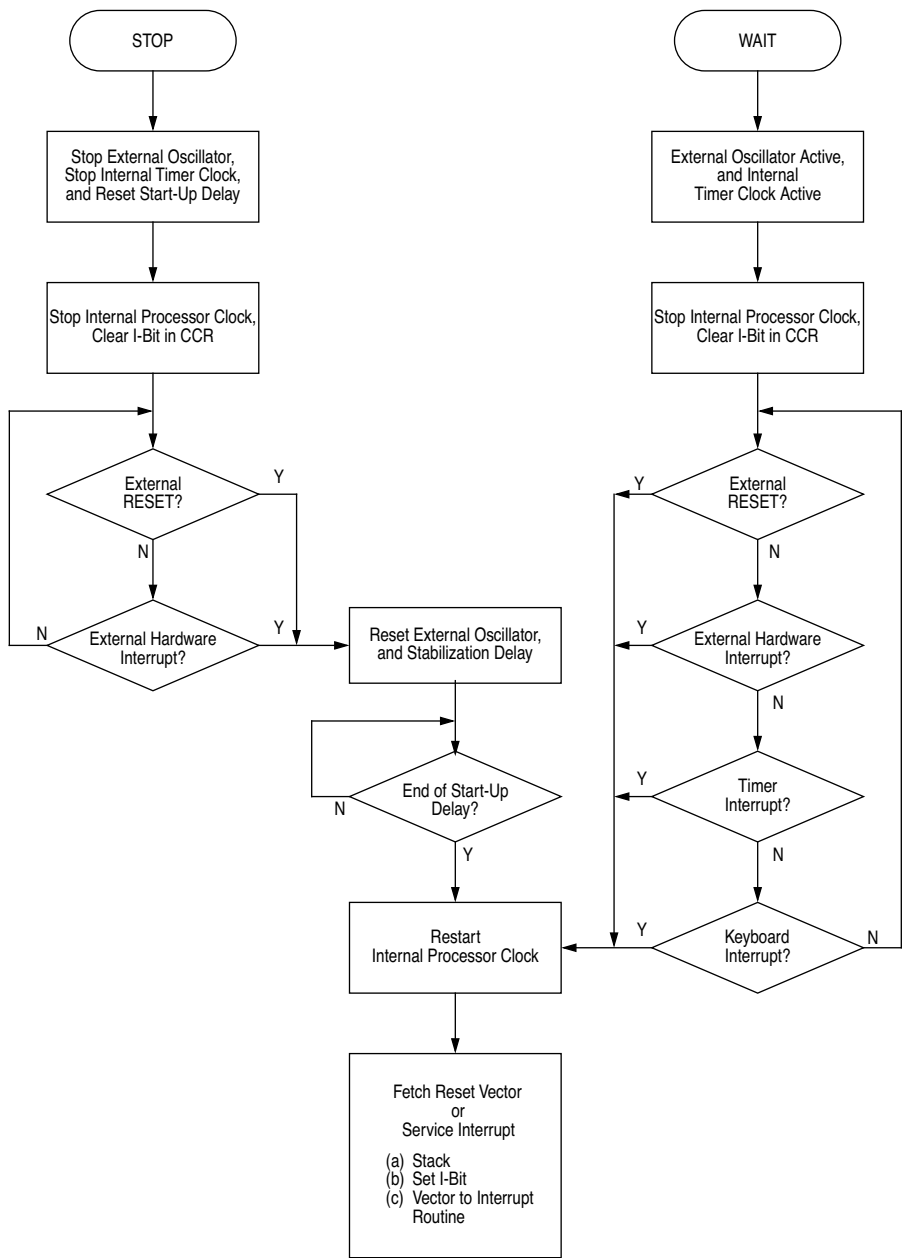 STOP
Stop External Oscillator,
Stop Internal Timer Clock,
and Reset Start-Up Delay
Stop Internal Processor Clock,
Clear I-Bit in CCR
External
RESET?
Y
N
External Hardware
Interrupt?
N
Y
Reset External Oscillator,
and Stabilization Delay
End of Start-Up
Delay?
N
Y
WAIT
External Oscillator Active,
and Internal
Timer Clock Active
Stop Internal Processor Clock,
Clear I-Bit in CCR
External
RESET?
Y
N
External Hardware
Interrupt?
Y
N
Timer
Interrupt?
Y
N
Keyboard
Interrupt?
Y
N
Restart
Internal Processor Clock
Fetch Reset Vector
or
Service Interrupt
(a) Stack
(b) Set I-Bit
(c) Vector to Interrupt
Routine